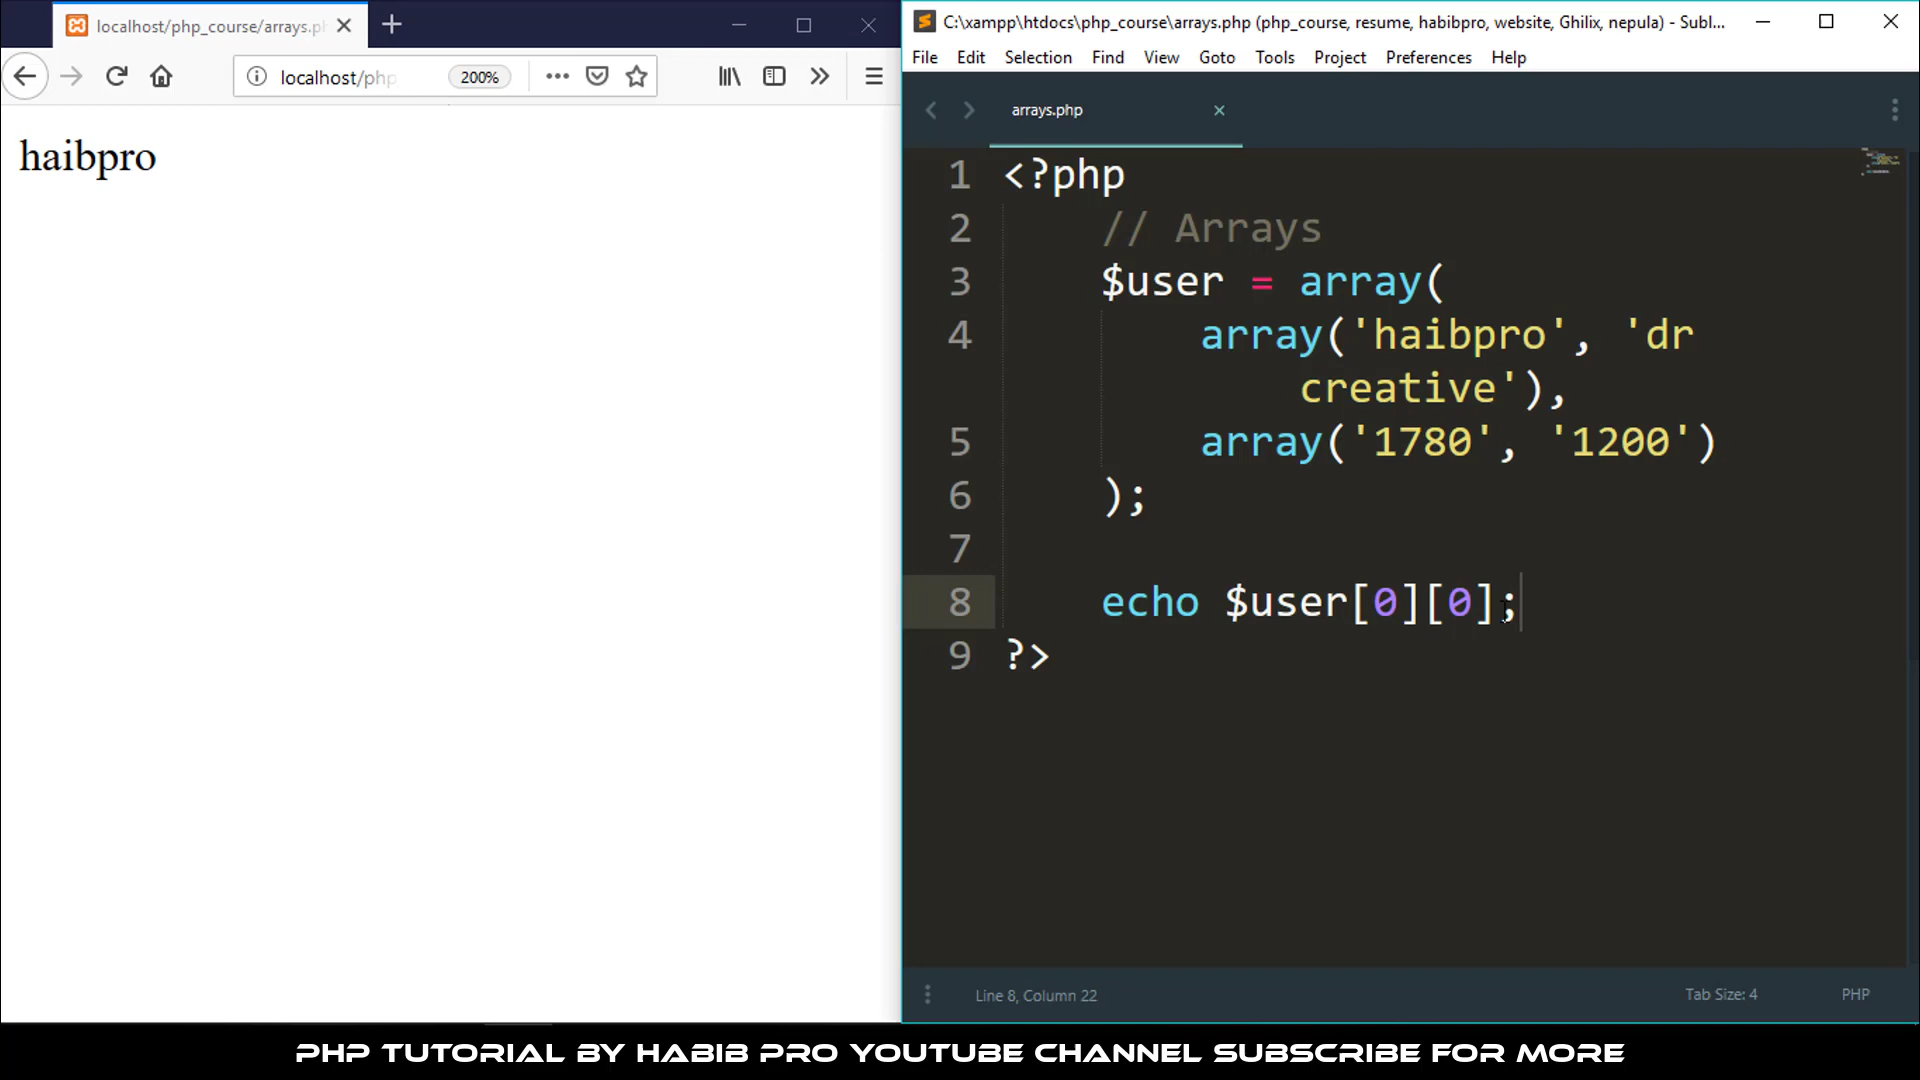 localhost/php_course/arrays.ph
localhost/php
200%
haibpro
C:\xampp\htdocs\php_course\arrays.php (php_course, resume, habibpro, website, Ghilix, nepula) - Subl...
File Edit Selection Find View Goto Tools Project Preferences Help
arrays.php
1 <?php
2 // Arrays
3 $user = array(
4 array('haibpro', 'dr
creative'),
5 array('1780', '1200')
6 );
7
8 echo $user[0][0];
9 ?>
Line 8, Column 22
Tab Size: 4
PHP
PHP TUTORIAL BY HABIB PRO YOUTUBE CHANNEL SUBSCRIBE FOR MORE